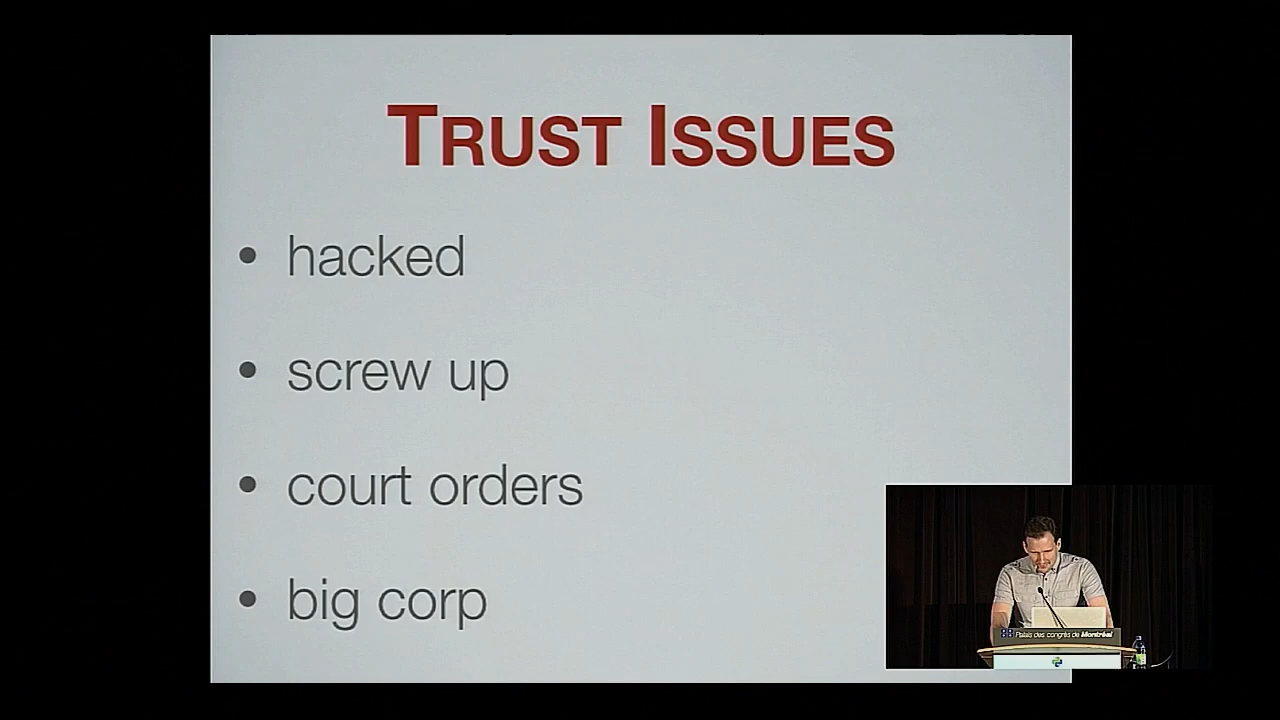 TRUST ISSUES
• hacked
• screw up
• court orders
• big corp
Palais des congrès de Montréal